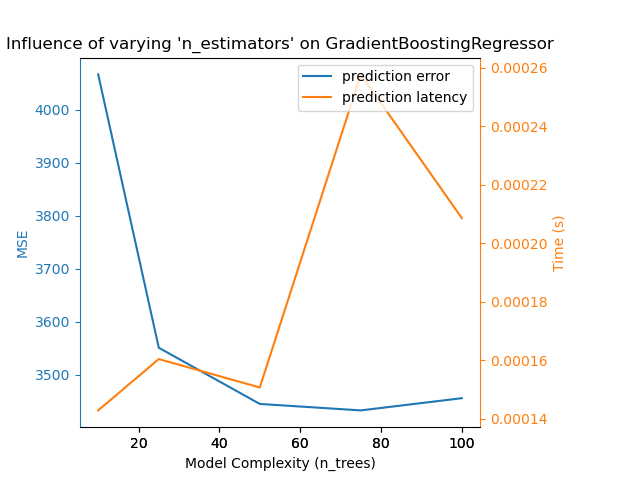 Influence of varying 'n_estimators' on GradientBoostingRegressor
prediction error
prediction latency
4000
3900
3800
3700
3600
3500
MSE
0.00026
0.00024
0.00022
0.00020
0.00018
0.00016
0.00014
Time (s)
20 40 60 80 100
Model Complexity (n_trees)